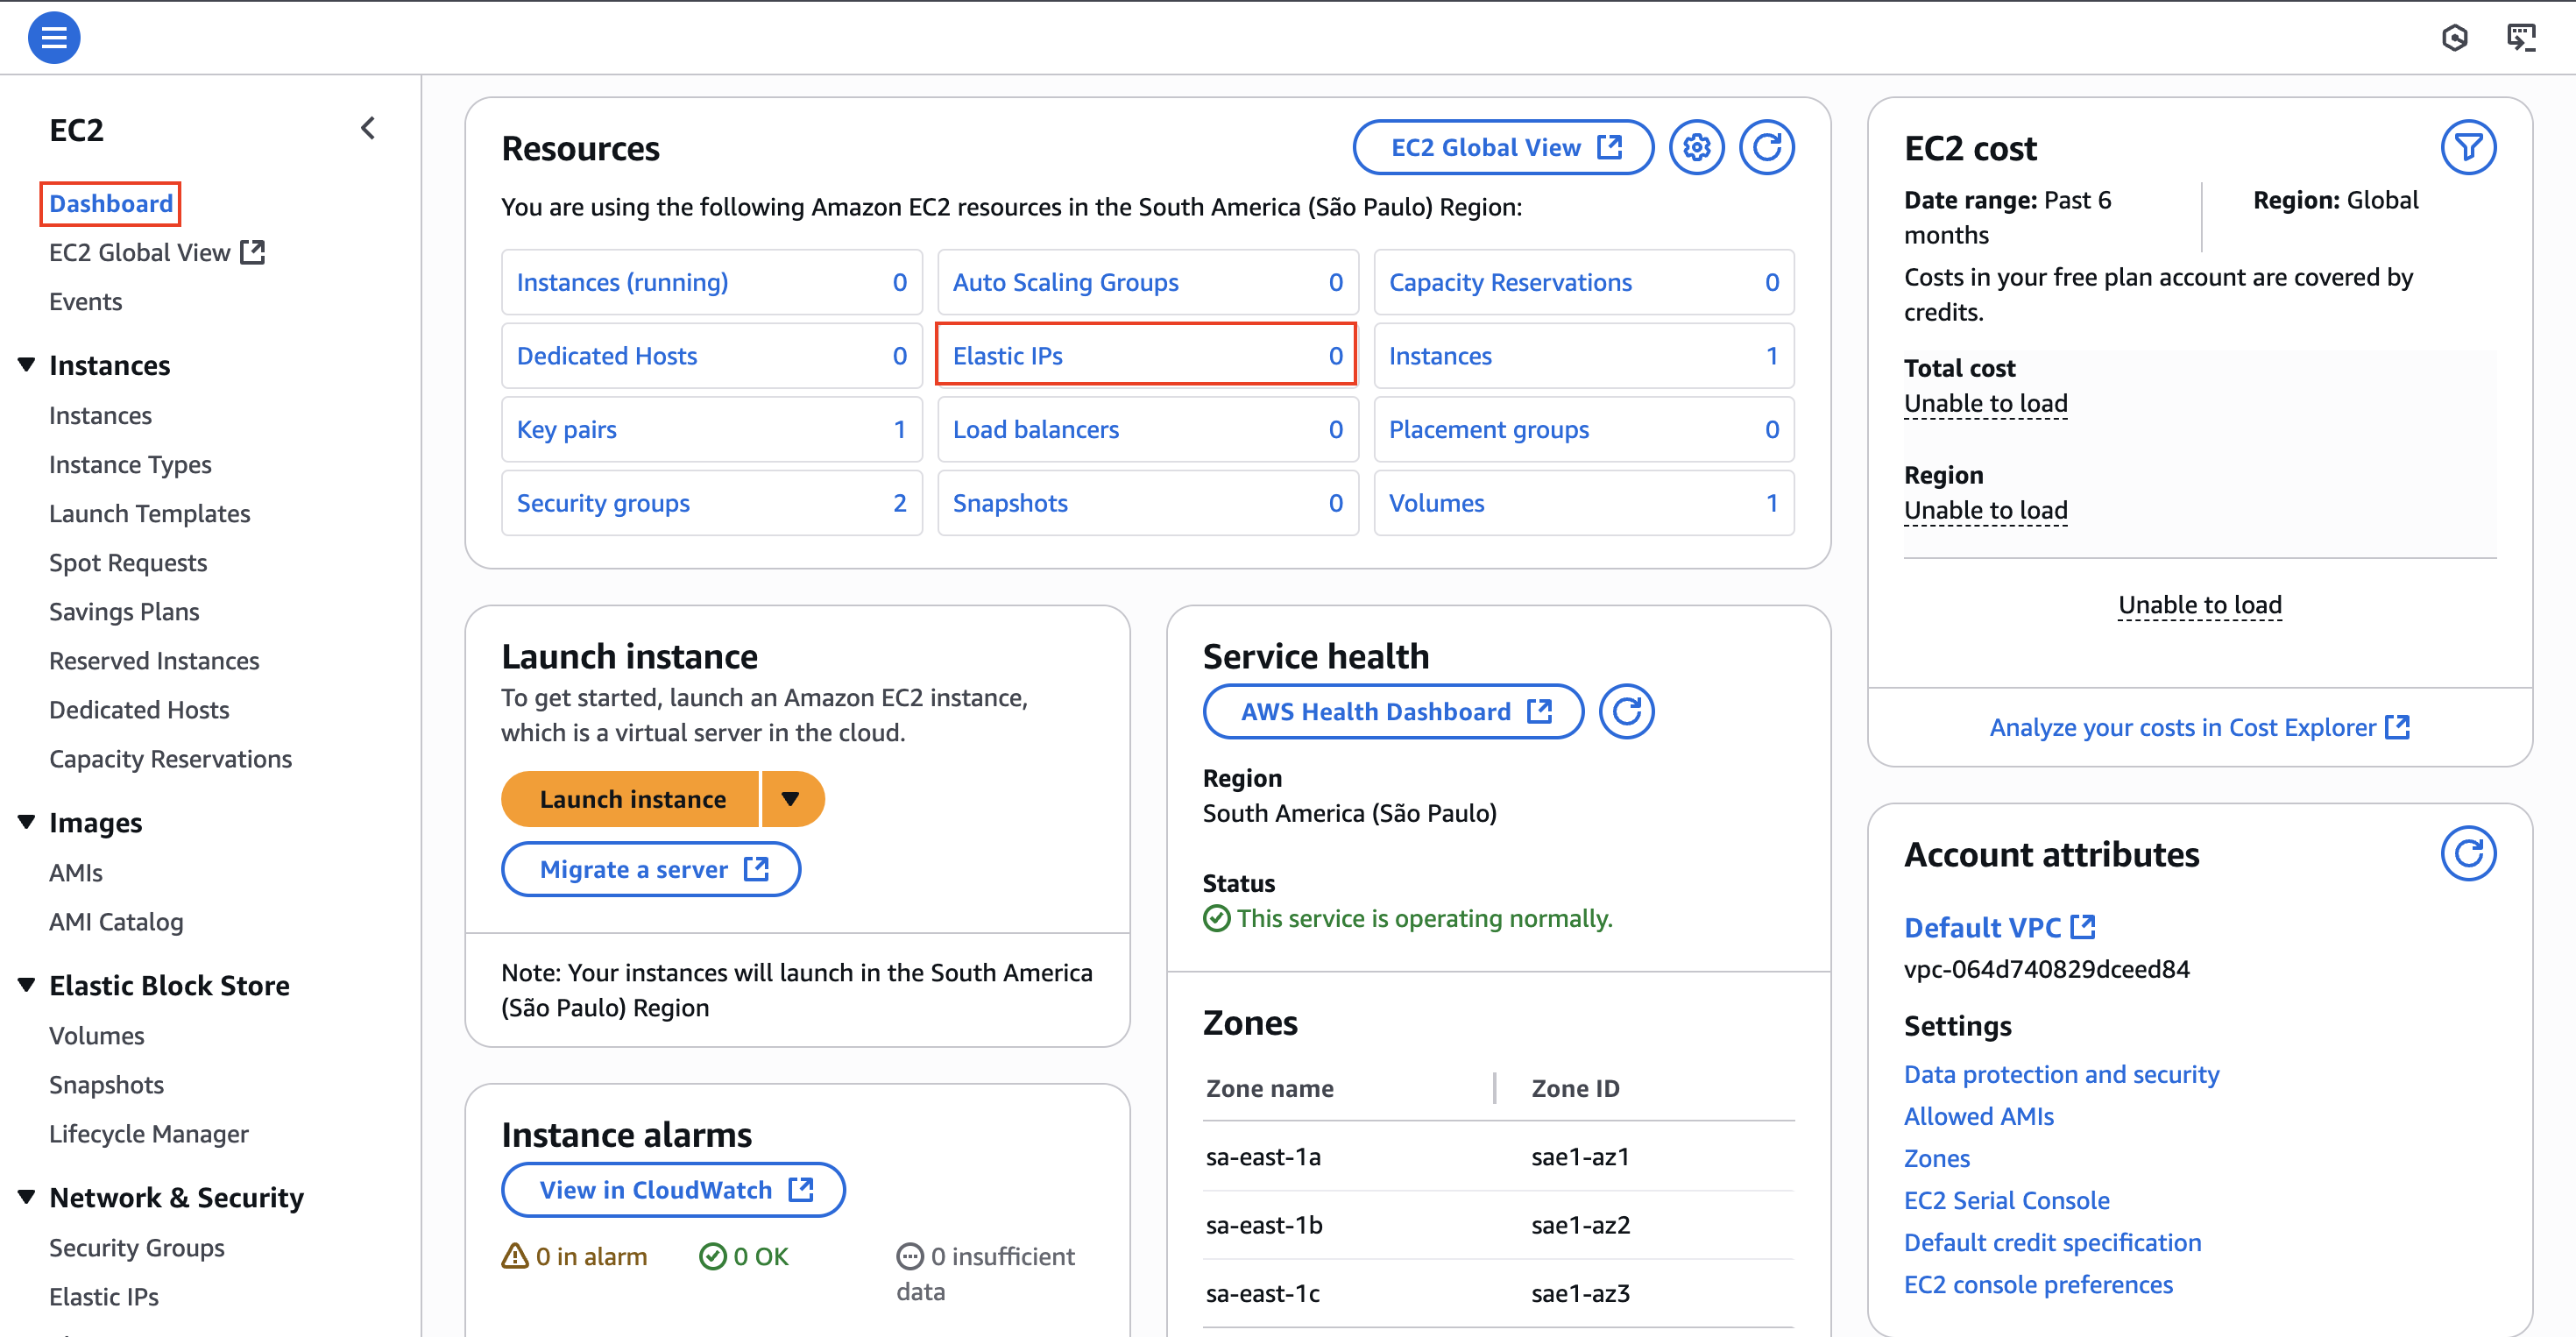 EC2
Dashboard
EC2 Global View
Events
Instances
Instances
Instance Types
Launch Templates
Spot Requests
Savings Plans
Reserved Instances
Dedicated Hosts
Capacity Reservations
Images
AMIs
AMI Catalog
Elastic Block Store
Volumes
Snapshots
Lifecycle Manager
Network & Security
Security Groups
Elastic IPs
Resources
EC2 Global View
You are using the following Amazon EC2 resources in the South America (São Paulo) Region:
Instances (running) 0
Auto Scaling Groups 0
Capacity Reservations 0
Dedicated Hosts 0
Elastic IPs 0
Instances 1
Key pairs 1
Load balancers 0
Placement groups 0
Security groups 2
Snapshots 0
Volumes 1
Launch instance
To get started, launch an Amazon EC2 instance,
which is a virtual server in the cloud.
Launch instance
Migrate a server
Note: Your instances will launch in the South America
(São Paulo) Region
Instance alarms
View in CloudWatch
0 in alarm
0 OK
0 insufficient
data
Service health
AWS Health Dashboard
Region
South America (São Paulo)
Status
This service is operating normally.
Zones
Zone name Zone ID
sa-east-1a sae1-az1
sa-east-1b sae1-az2
sa-east-1c sae1-az3
EC2 cost
Date range: Past 6
months
Region: Global
Costs in your free plan account are covered by
credits.
Total cost
Unable to load
Region
Unable to load
Unable to load
Analyze your costs in Cost Explorer
Account attributes
Default VPC
vpc-064d740829dceed84
Settings
Data protection and security
Allowed AMIs
Zones
EC2 Serial Console
Default credit specification
EC2 console preferences